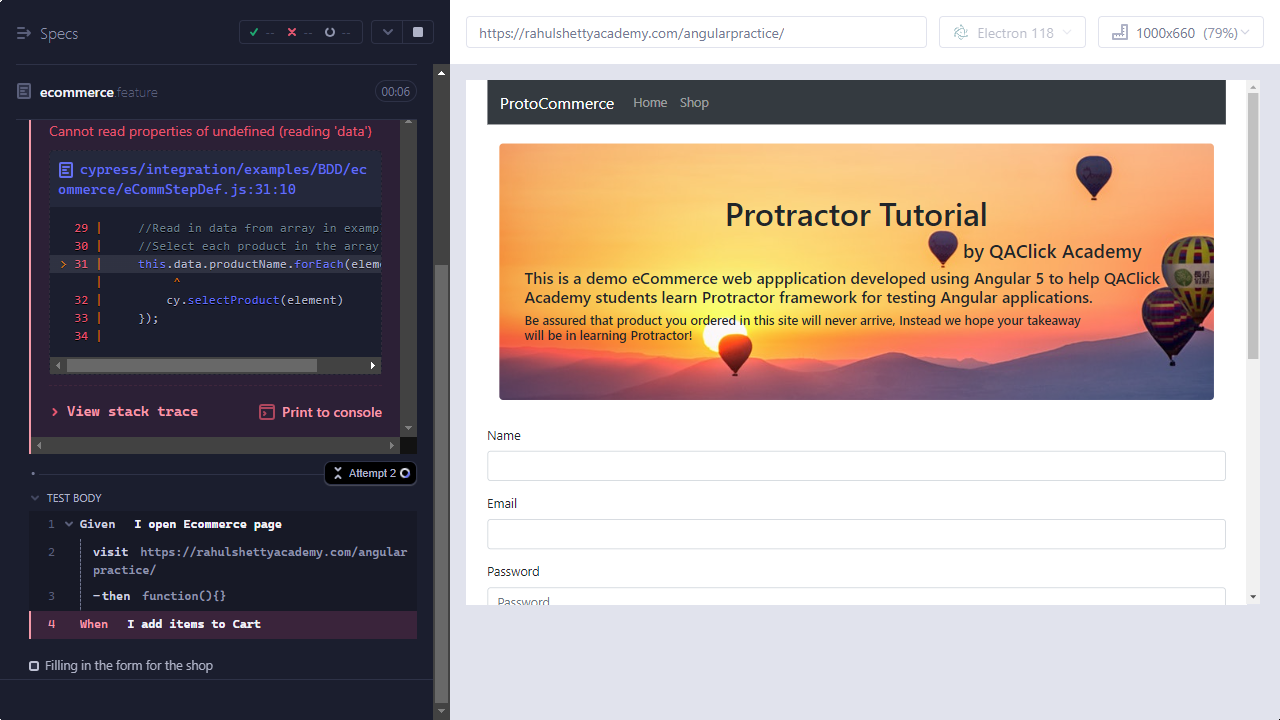 Specs
--
--
--
https://rahulshettyacademy.com/angularpractice/
Electron 118
1000x660 (79%)
ecommerce.feature
00:06
Cannot read properties of undefined (reading 'data')
cypress/integration/examples/BDD/ec
ommerce/eCommStepDef.js:31:10
29 | //Read in data from array in examp
30 | //Select each product in the array
> 31 | this.data.productName.forEach(eleme
| ^
32 | cy.selectProduct(element)
33 | });
34 |
View stack trace
Print to console
Attempt 2
TEST BODY
1 Given I open Ecommerce page
2 visit https://rahulshettyacademy.com/angular
practice/
3 -then function(){}
4 When I add items to Cart
Filling in the form for the shop
ProtoCommerce Home Shop
Protractor Tutorial
by QAClick Academy
This is a demo eCommerce web appplication developed using Angular 5 to help QAClick
Academy students learn Protractor framework for testing Angular applications.
Be assured that product you ordered in this site will never arrive, Instead we hope your takeaway
will be in learning Protractor!
Name
Email
Password
Password